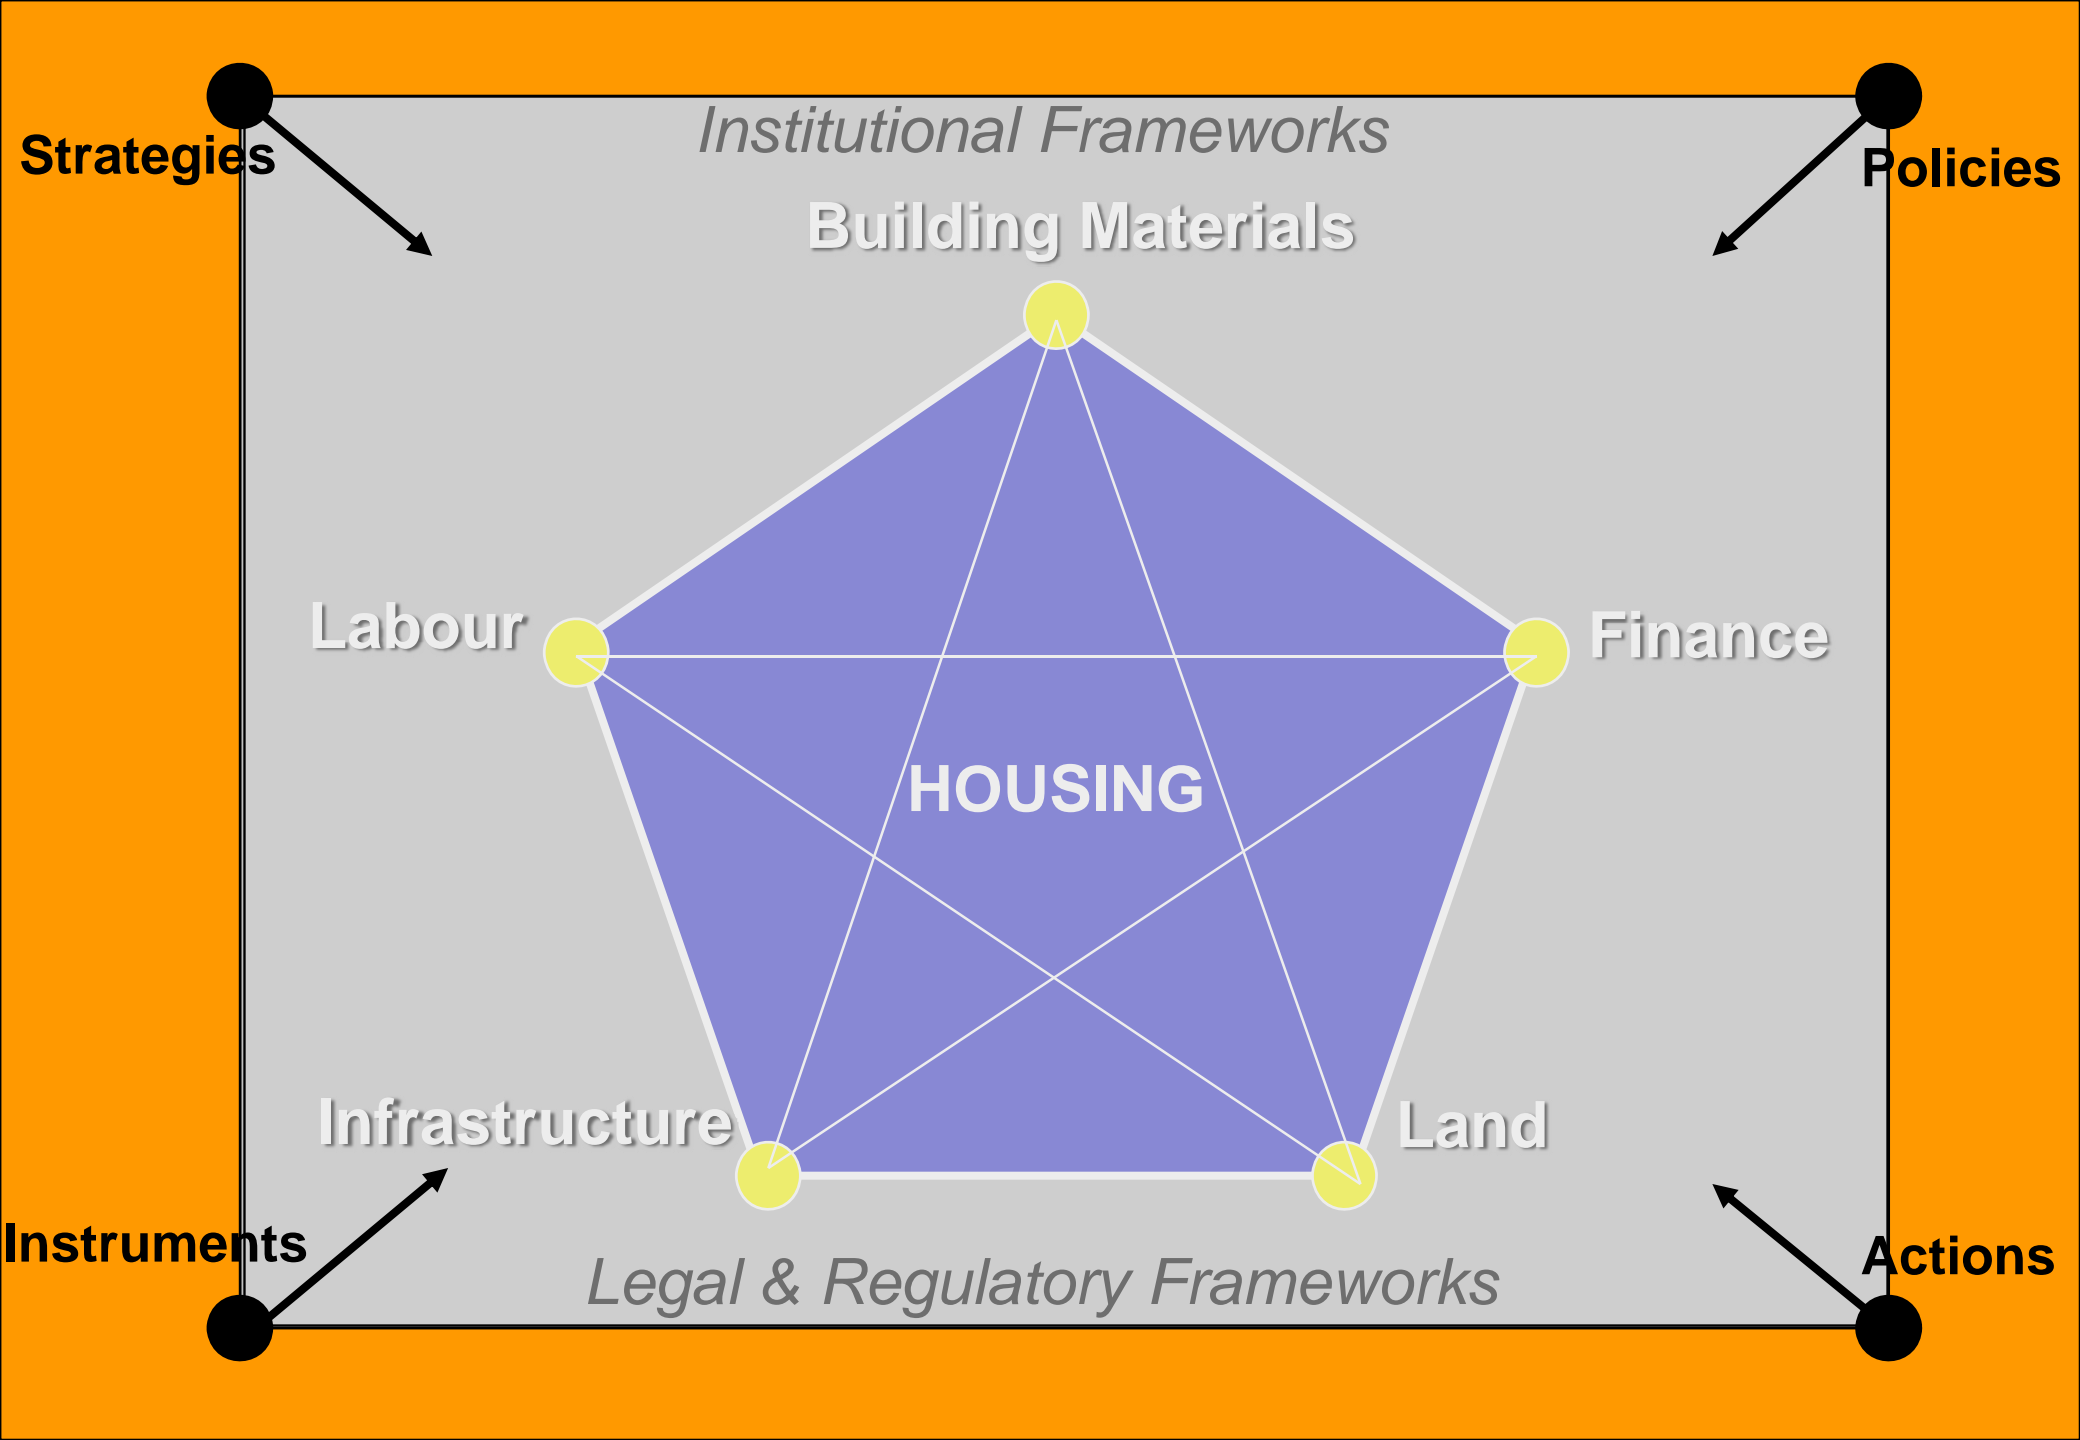 Institutional Frameworks
Strategies
Policies
Building Materials
Labour
Finance
HOUSING
Infrastructure
Land
Instruments
Actions
Legal & Regulatory Frameworks